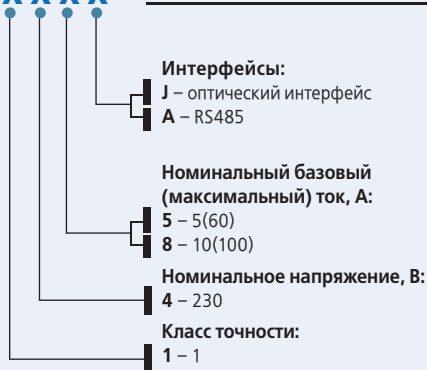 Интерфейсы:
J – оптический интерфейс
A – RS485
Номинальный базовый
(максимальный) ток, А:
5 – 5(60)
8 – 10(100)
Номинальное напряжение, В:
4 – 230
Класс точности:
1 – 1